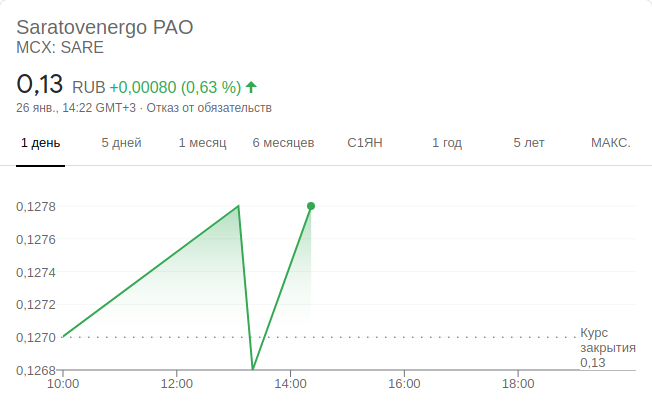 Saratovenergo PAO
MCX: SARE
0,13 RUB +0,00080 (0,63 %)
26 янв., 14:22 GMT+3 · Отказ от обязательств
1 день 5 дней 1 месяц 6 месяцев С1ЯН 1 год 5 лет МАКС.
0,1278
0,1276
0,1274
0,1272
0,1270
0,1268
Курс
закрытия
0,13
10:00 12:00 14:00 16:00 18:00